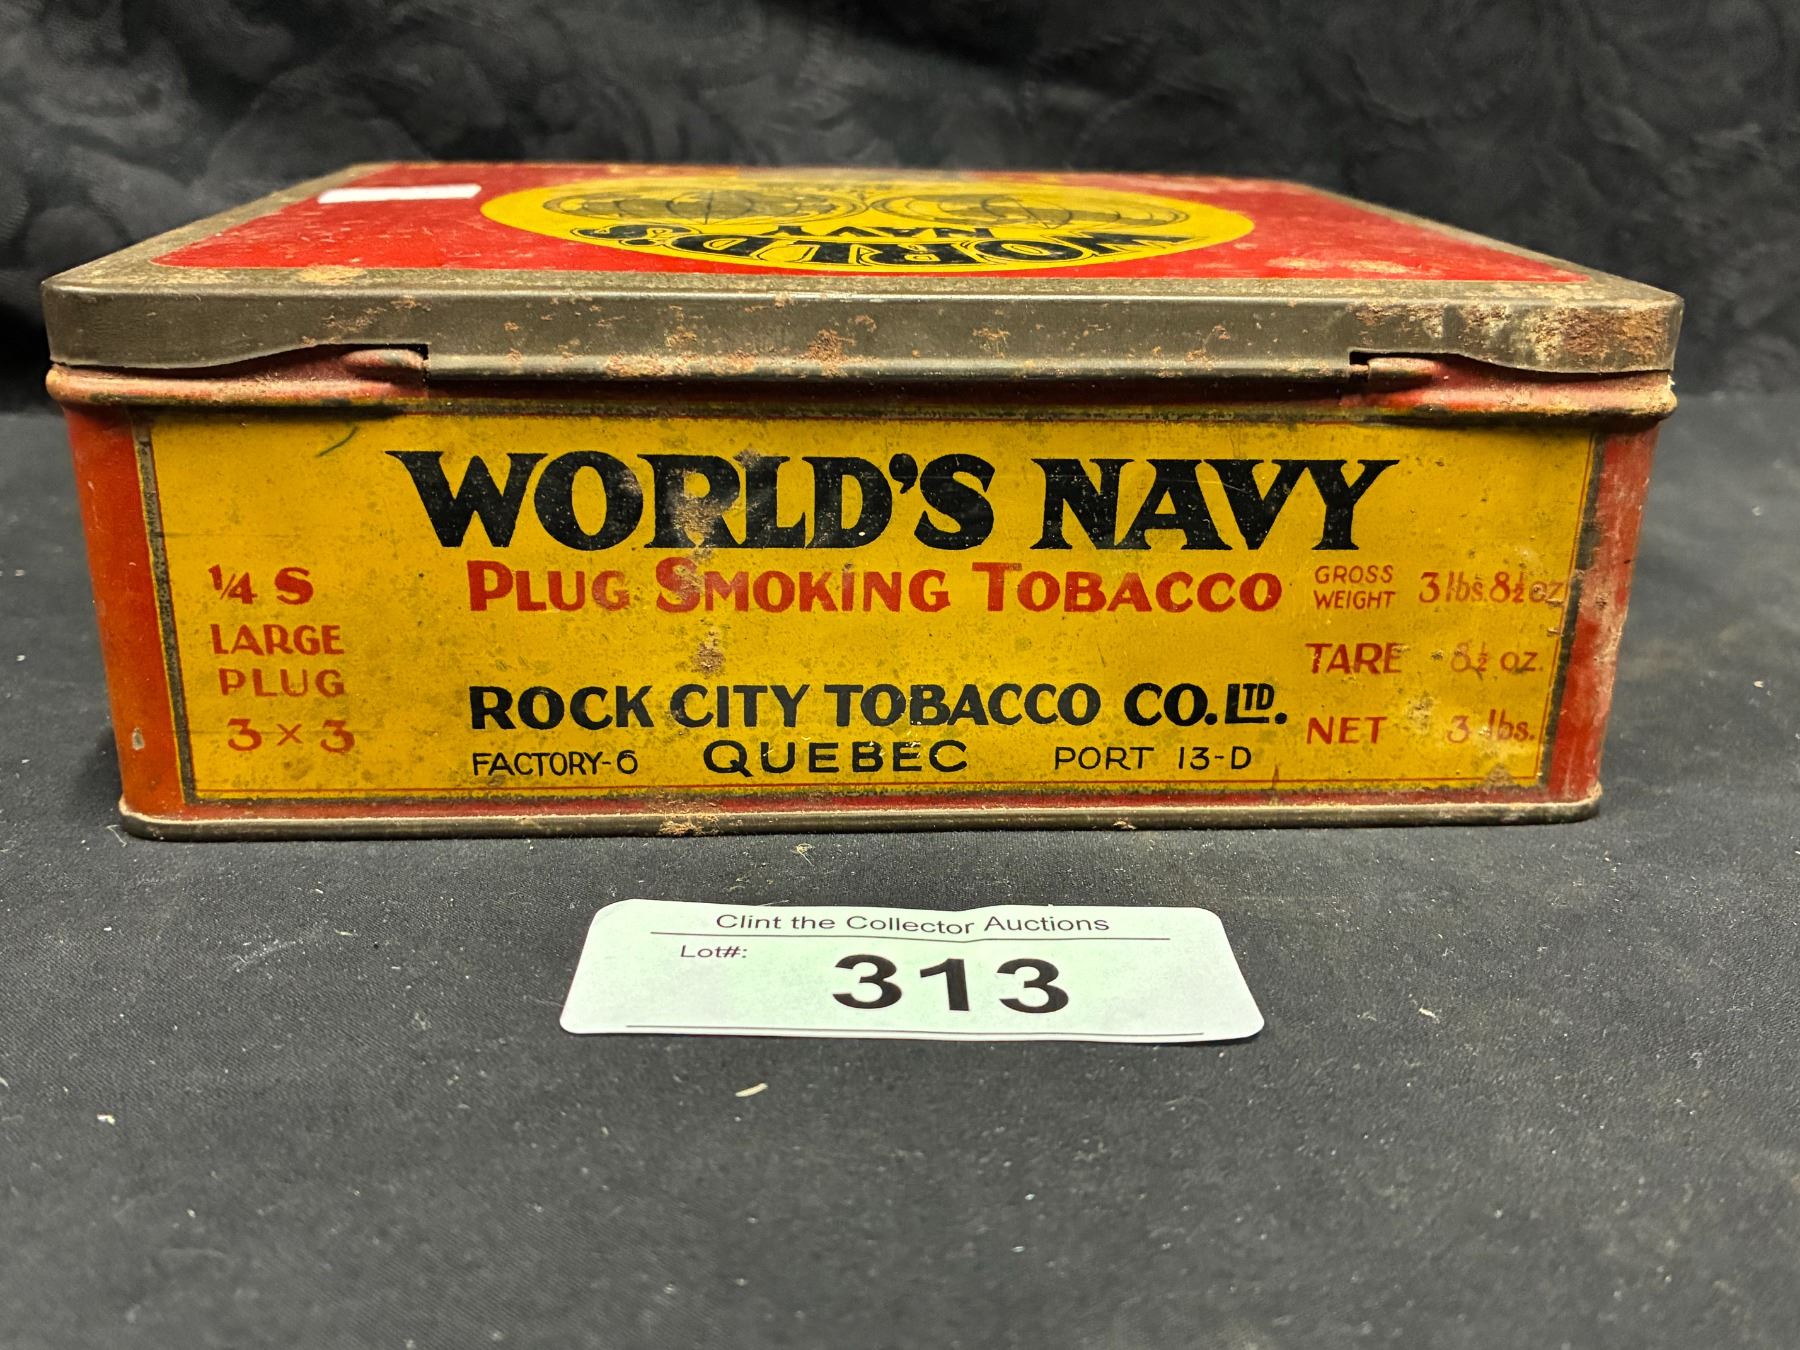 WORLD'S
NAVY
WORLD'S NAVY
PLUG SMOKING TOBACCO
1/4 S
LARGE
PLUG
3 × 3
ROCK CITY TOBACCO CO. LTD.
FACTORY-6 QUEBEC PORT 13-D
GROSS WEIGHT 3 lbs. 8½ oz
TARE 8½ oz.
NET 3 lbs.
Clint the Collector Auctions
Lot#: 313